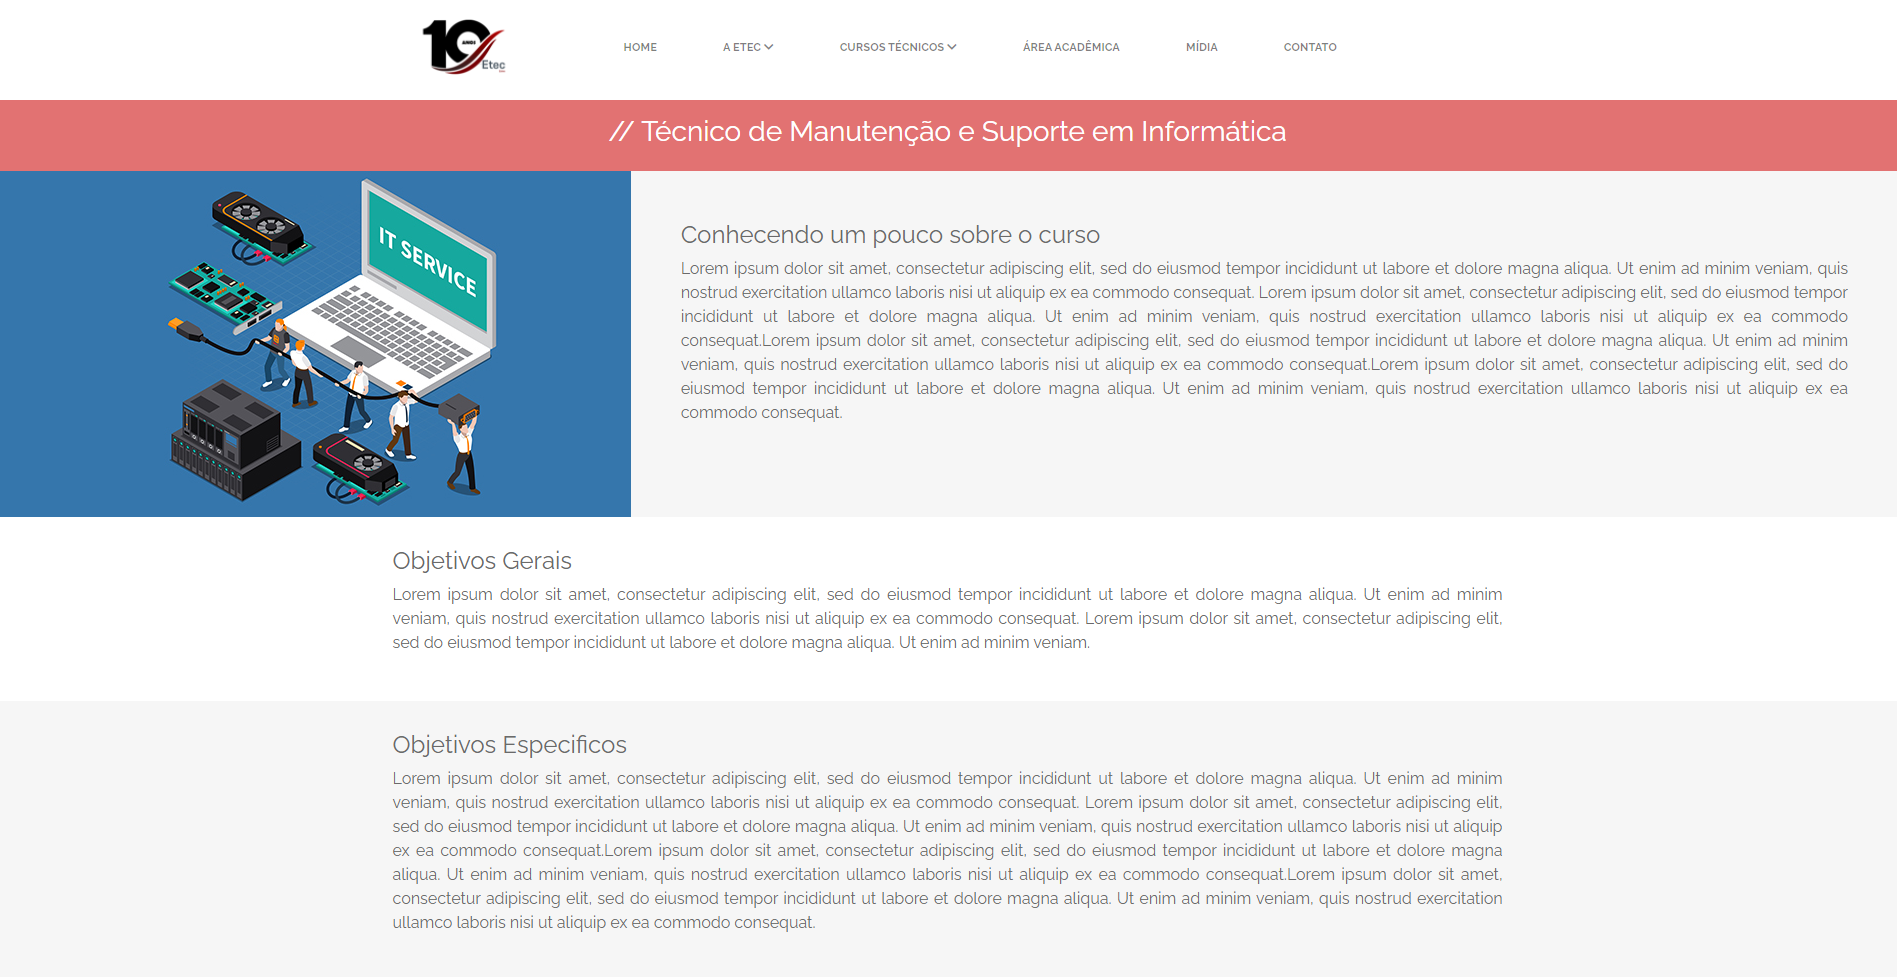 10 ANOS
Etec
HOME
A ETEC
CURSOS TÉCNICOS
ÁREA ACADÊMICA
MÍDIA
CONTATO
// Técnico de Manutenção e Suporte em Informática
IT SERVICE
Conhecendo um pouco sobre o curso
Lorem ipsum dolor sit amet, consectetur adipiscing elit, sed do eiusmod tempor incididunt ut labore et dolore magna aliqua. Ut enim ad minim veniam, quis
nostrud exercitation ullamco laboris nisi ut aliquip ex ea commodo consequat. Lorem ipsum dolor sit amet, consectetur adipiscing elit, sed do eiusmod tempor
incididunt ut labore et dolore magna aliqua. Ut enim ad minim veniam, quis nostrud exercitation ullamco laboris nisi ut aliquip ex ea commodo
consequat.Lorem ipsum dolor sit amet, consectetur adipiscing elit, sed do eiusmod tempor incididunt ut labore et dolore magna aliqua. Ut enim ad minim
veniam, quis nostrud exercitation ullamco laboris nisi ut aliquip ex ea commodo consequat.Lorem ipsum dolor sit amet, consectetur adipiscing elit, sed do
eiusmod tempor incididunt ut labore et dolore magna aliqua. Ut enim ad minim veniam, quis nostrud exercitation ullamco laboris nisi ut aliquip ex ea
commodo consequat.
Objetivos Gerais
Lorem ipsum dolor sit amet, consectetur adipiscing elit, sed do eiusmod tempor incididunt ut labore et dolore magna aliqua. Ut enim ad minim
veniam, quis nostrud exercitation ullamco laboris nisi ut aliquip ex ea commodo consequat. Lorem ipsum dolor sit amet, consectetur adipiscing elit,
sed do eiusmod tempor incididunt ut labore et dolore magna aliqua. Ut enim ad minim veniam.
Objetivos Especificos
Lorem ipsum dolor sit amet, consectetur adipiscing elit, sed do eiusmod tempor incididunt ut labore et dolore magna aliqua. Ut enim ad minim
veniam, quis nostrud exercitation ullamco laboris nisi ut aliquip ex ea commodo consequat. Lorem ipsum dolor sit amet, consectetur adipiscing elit,
sed do eiusmod tempor incididunt ut labore et dolore magna aliqua. Ut enim ad minim veniam, quis nostrud exercitation ullamco laboris nisi ut aliquip
ex ea commodo consequat.Lorem ipsum dolor sit amet, consectetur adipiscing elit, sed do eiusmod tempor incididunt ut labore et dolore magna
aliqua. Ut enim ad minim veniam, quis nostrud exercitation ullamco laboris nisi ut aliquip ex ea commodo consequat.Lorem ipsum dolor sit amet,
consectetur adipiscing elit, sed do eiusmod tempor incididunt ut labore et dolore magna aliqua. Ut enim ad minim veniam, quis nostrud exercitation
ullamco laboris nisi ut aliquip ex ea commodo consequat.